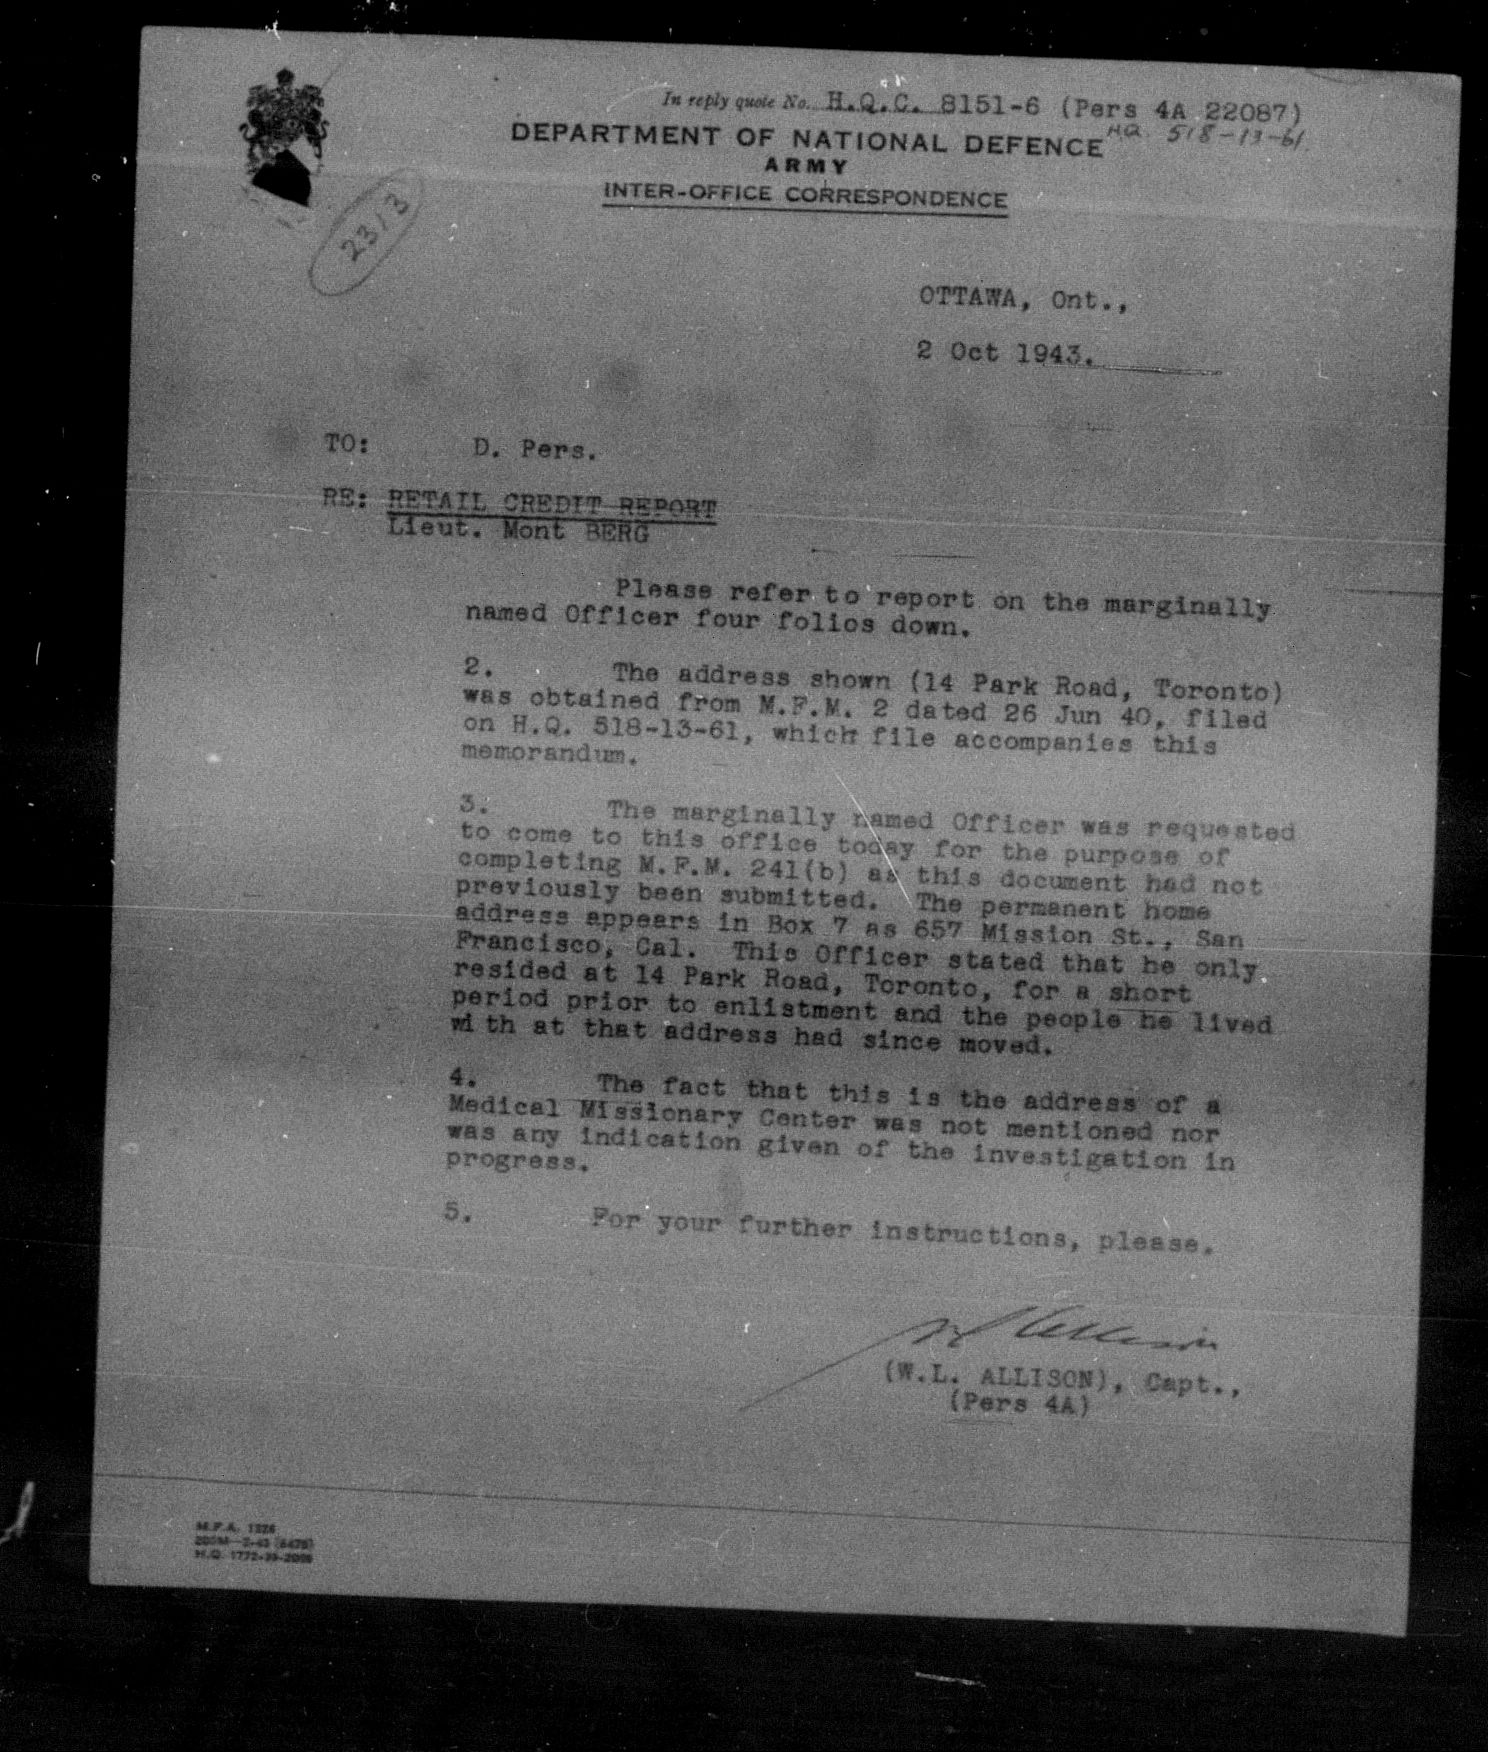 In reply quote No. H.Q.C. 8151-6 (Pers 4A 22087)
HQ. 518-13-61.
DEPARTMENT OF NATIONAL DEFENCE
ARMY
INTER-OFFICE CORRESPONDENCE
23/3
OTTAWA, Ont.,
2 Oct 1943.
TO: D. Pers.
RE: RETAIL CREDIT REPORT
Lieut. Mont BERG
Please refer to report on the marginally
named Officer four folios down.
2. The address shown (14 Park Road, Toronto)
was obtained from M.F.M. 2 dated 26 Jun 40, filed
on H.Q. 518-13-61, which file accompanies this
memorandum.
3. The marginally named Officer was requested
to come to this office today for the purpose of
completing M.F.M. 241(b) as this document had not
previously been submitted. The permanent home
address appears in Box 7 as 657 Mission St., San
Francisco, Cal. This Officer stated that he only
resided at 14 Park Road, Toronto, for a short
period prior to enlistment and the people he lived
with at that address had since moved.
4. The fact that this is the address of a
Medical Missionary Center was not mentioned nor
was any indication given of the investigation in
progress.
5. For your further instructions, please.
W L Allison
(W.L. ALLISON), Capt.,
(Pers 4A)
M.F.A. 1226
H.Q. 1772-39-2089